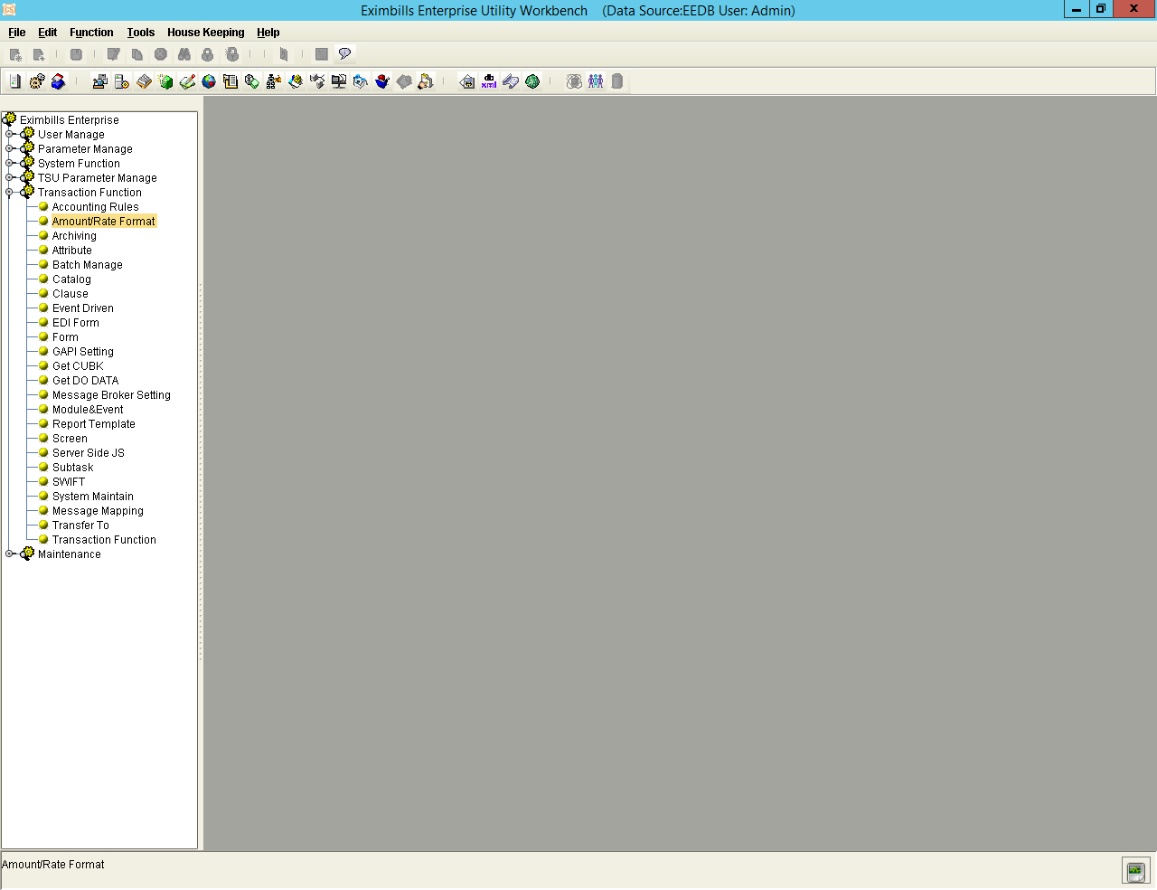 Eximbills Enterprise Utility Workbench (Data Source:EEDB User: Admin)
File Edit Function Tools House Keeping Help
Eximbills Enterprise
User Manage
Parameter Manage
System Function
TSU Parameter Manage
Transaction Function
Accounting Rules
Amount/Rate Format
Archiving
Attribute
Batch Manage
Catalog
Clause
Event Driven
EDI Form
Form
GAPI Setting
Get CUBK
Get DO DATA
Message Broker Setting
Module&Event
Report Template
Screen
Server Side JS
Subtask
SWIFT
System Maintain
Message Mapping
Transfer To
Transaction Function
Maintenance
Amount/Rate Format